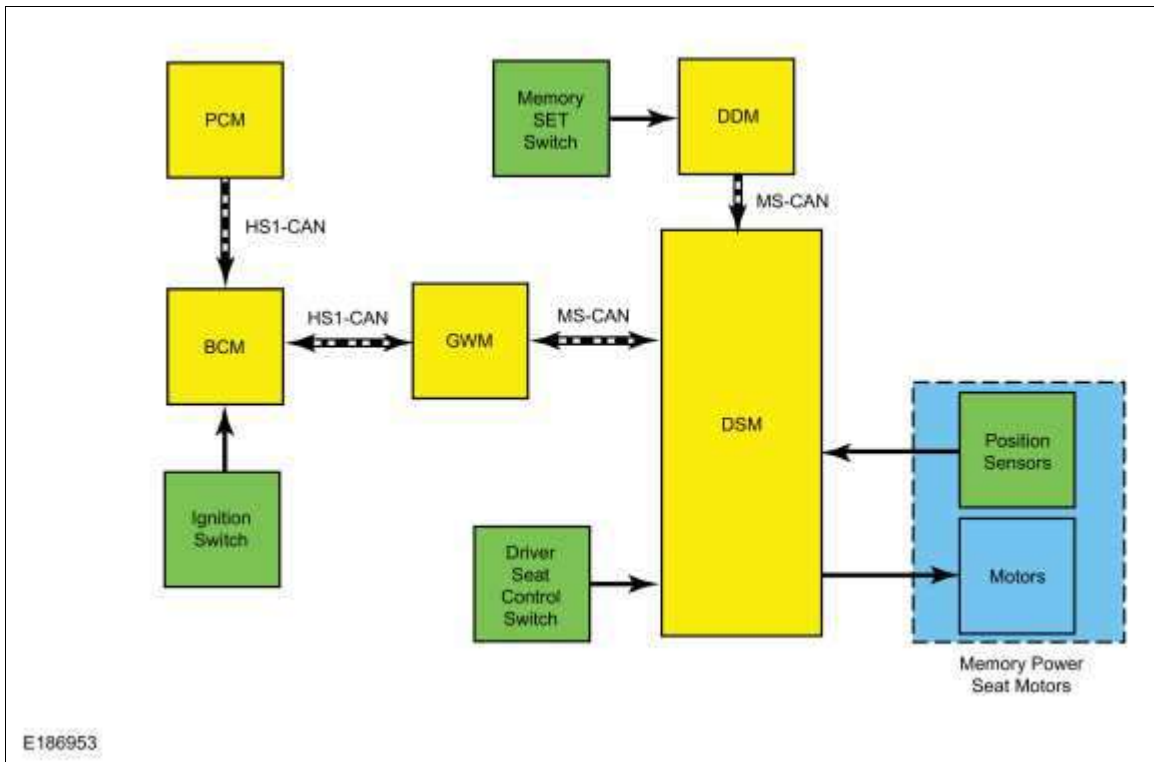 PCM
Memory
SET
Switch
DDM
HS1-CAN
MS-CAN
BCM
HS1-CAN
GWM
MS-CAN
DSM
Position
Sensors
Ignition
Switch
Driver
Seat
Control
Switch
Motors
Memory Power
Seat Motors
E186953